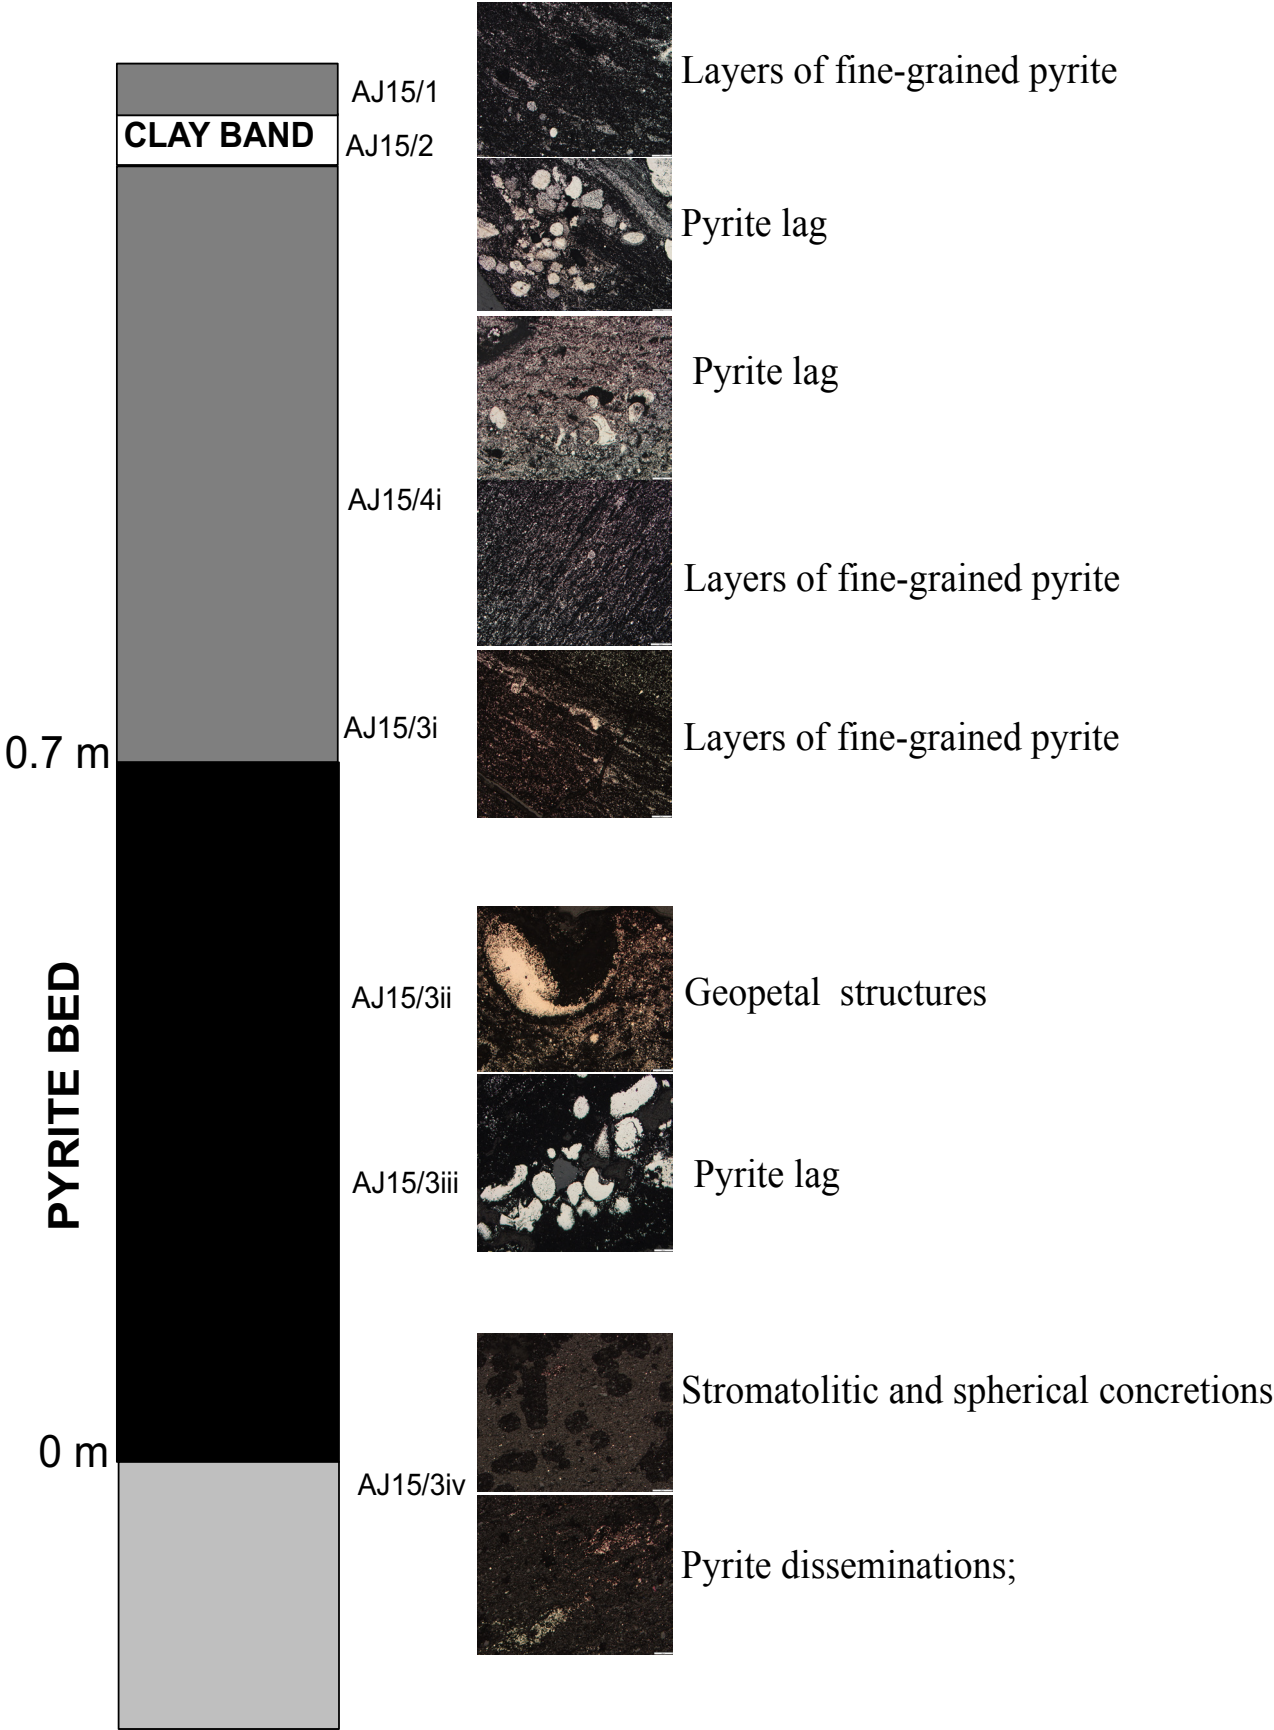 Layers of fine-grained pyrite
AJ15/1
CLAY BAND
AJ15/2
Pyrite lag
Pyrite lag
AJ15/4i
Layers of fine-grained pyrite
AJ15/3i
Layers of fine-grained pyrite
0.7 m
PYRITE BED
AJ15/3ii
Geopetal structures
AJ15/3iii
Pyrite lag
Stromatolitic and spherical concretions
0 m
AJ15/3iv
Pyrite disseminations;